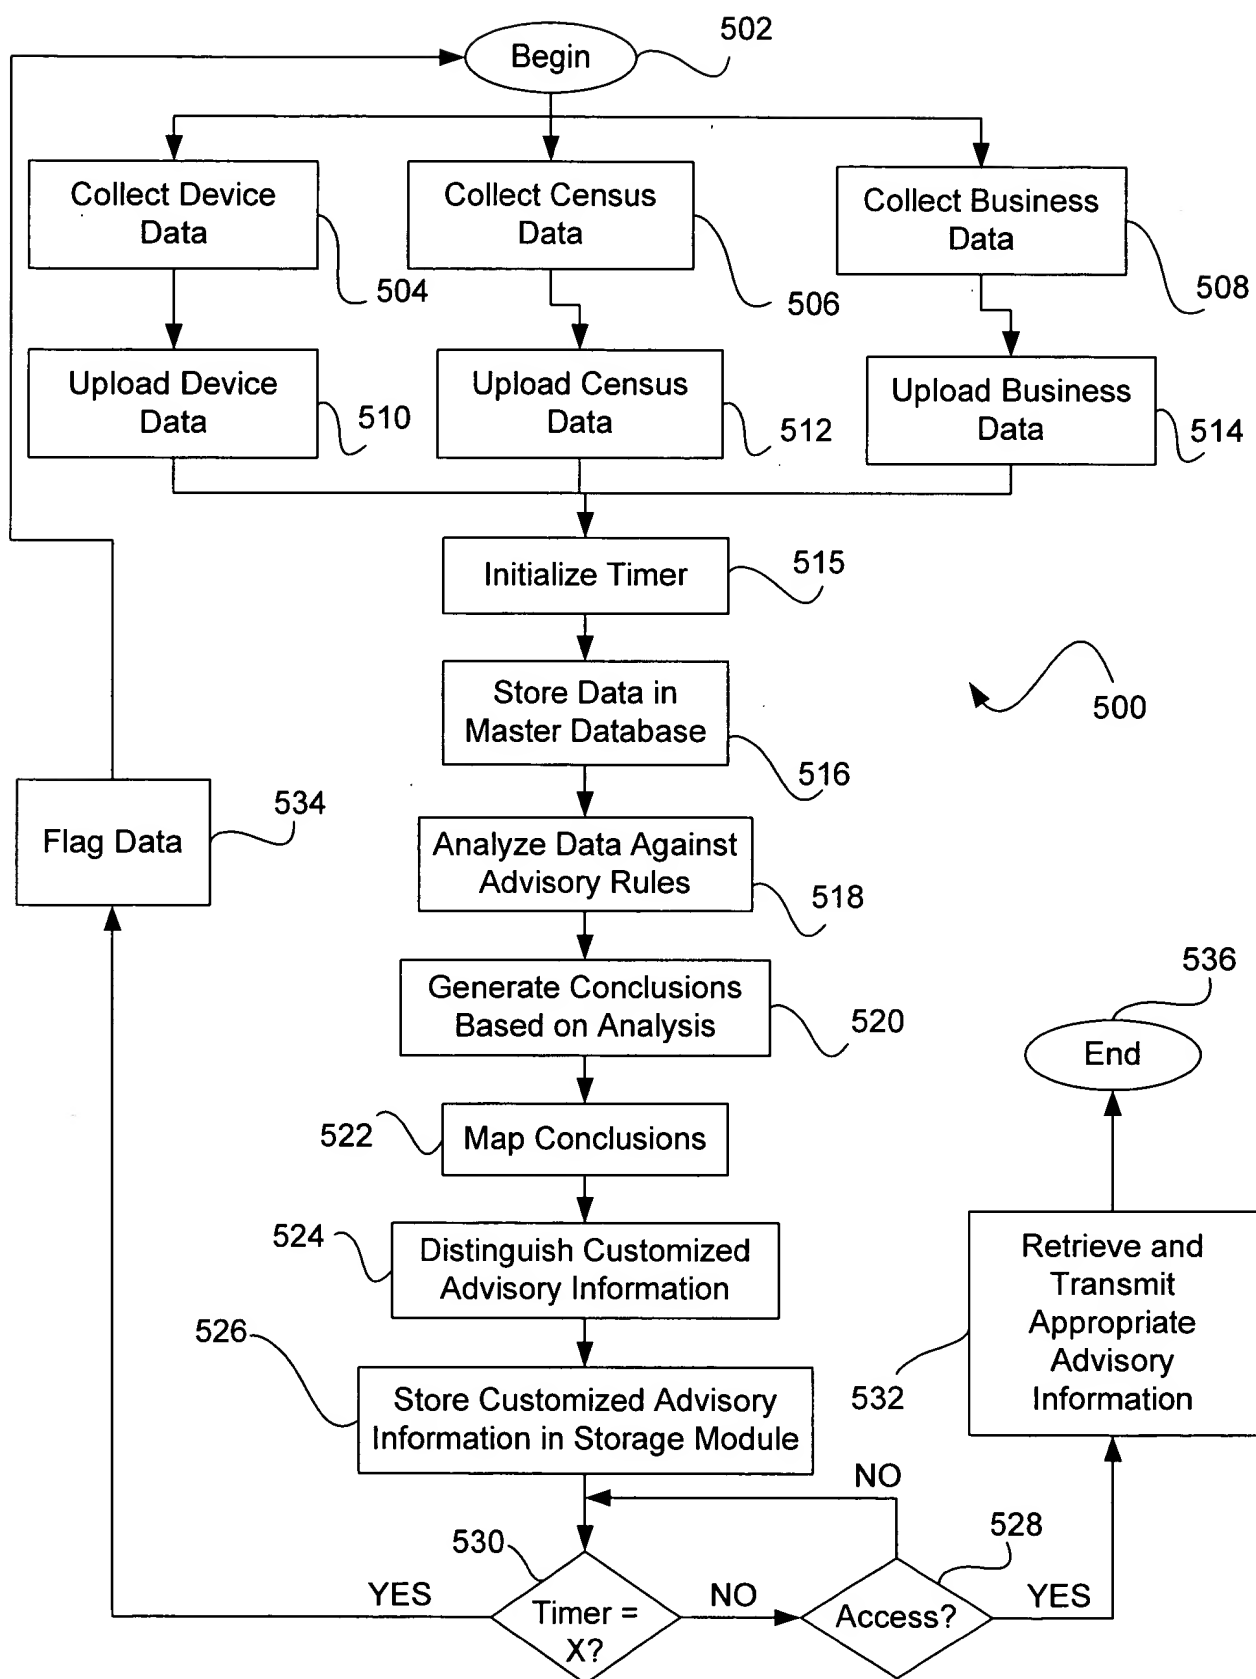 502
Begin
Collect Device
Data
Collect Census
Data
Collect Business
Data
504
506
508
Upload Device
Data
Upload Census
Data
Upload Business
Data
510
512
514
Initialize Timer
515
Store Data in
Master Database
516
500
Flag Data
534
Analyze Data Against
Advisory Rules
518
Generate Conclusions
Based on Analysis
520
536
End
522
Map Conclusions
524
Distinguish Customized
Advisory Information
Retrieve and
Transmit
Appropriate
Advisory
Information
532
526
Store Customized Advisory
Information in Storage Module
NO
530
528
YES
Timer =
X?
NO
Access?
YES